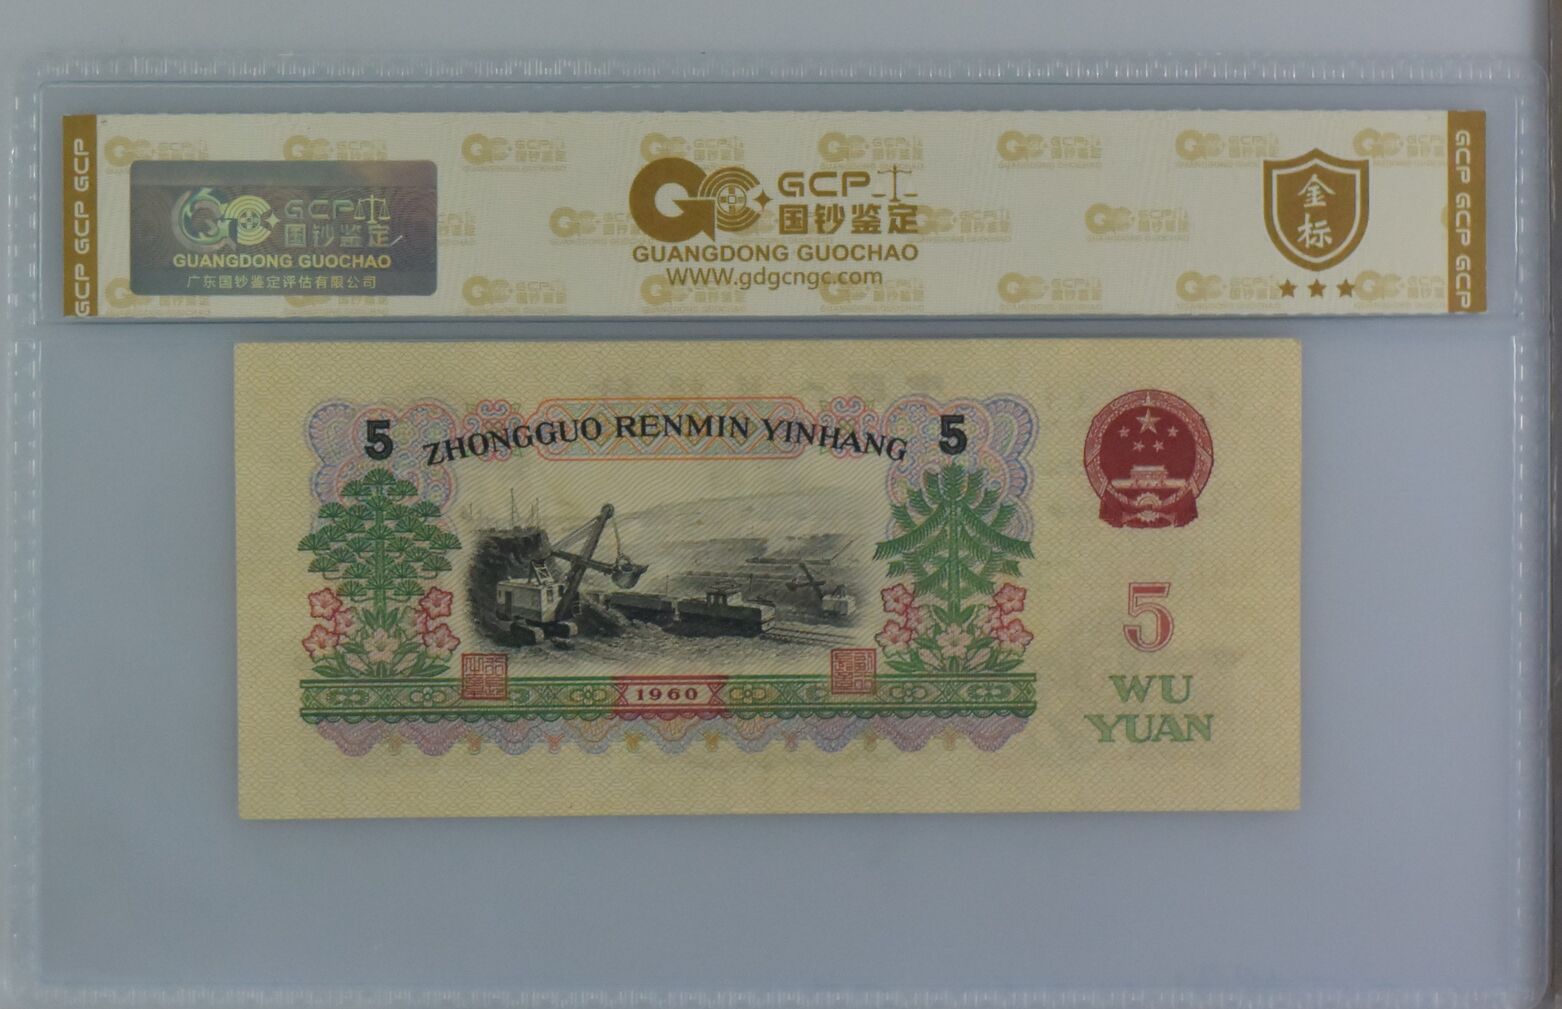 GCP GCP GCP
GCP
国钞鉴定
GUANGDONG GUOCHAO
广东国钞鉴定评估有限公司
GCP
国钞鉴定
GUANGDONG GUOCHAO
WWW.gdgcngc.com
金
标
GCP GCP GCP
5
ZHONGGUO RENMIN YINHANG
5
1960
5
WU
YUAN